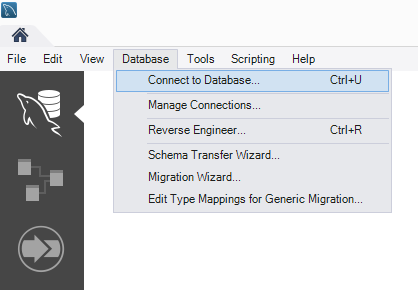 File Edit View Database Tools Scripting Help
Connect to Database... Ctrl+U
Manage Connections...
Reverse Engineer... Ctrl+R
Schema Transfer Wizard...
Migration Wizard...
Edit Type Mappings for Generic Migration...